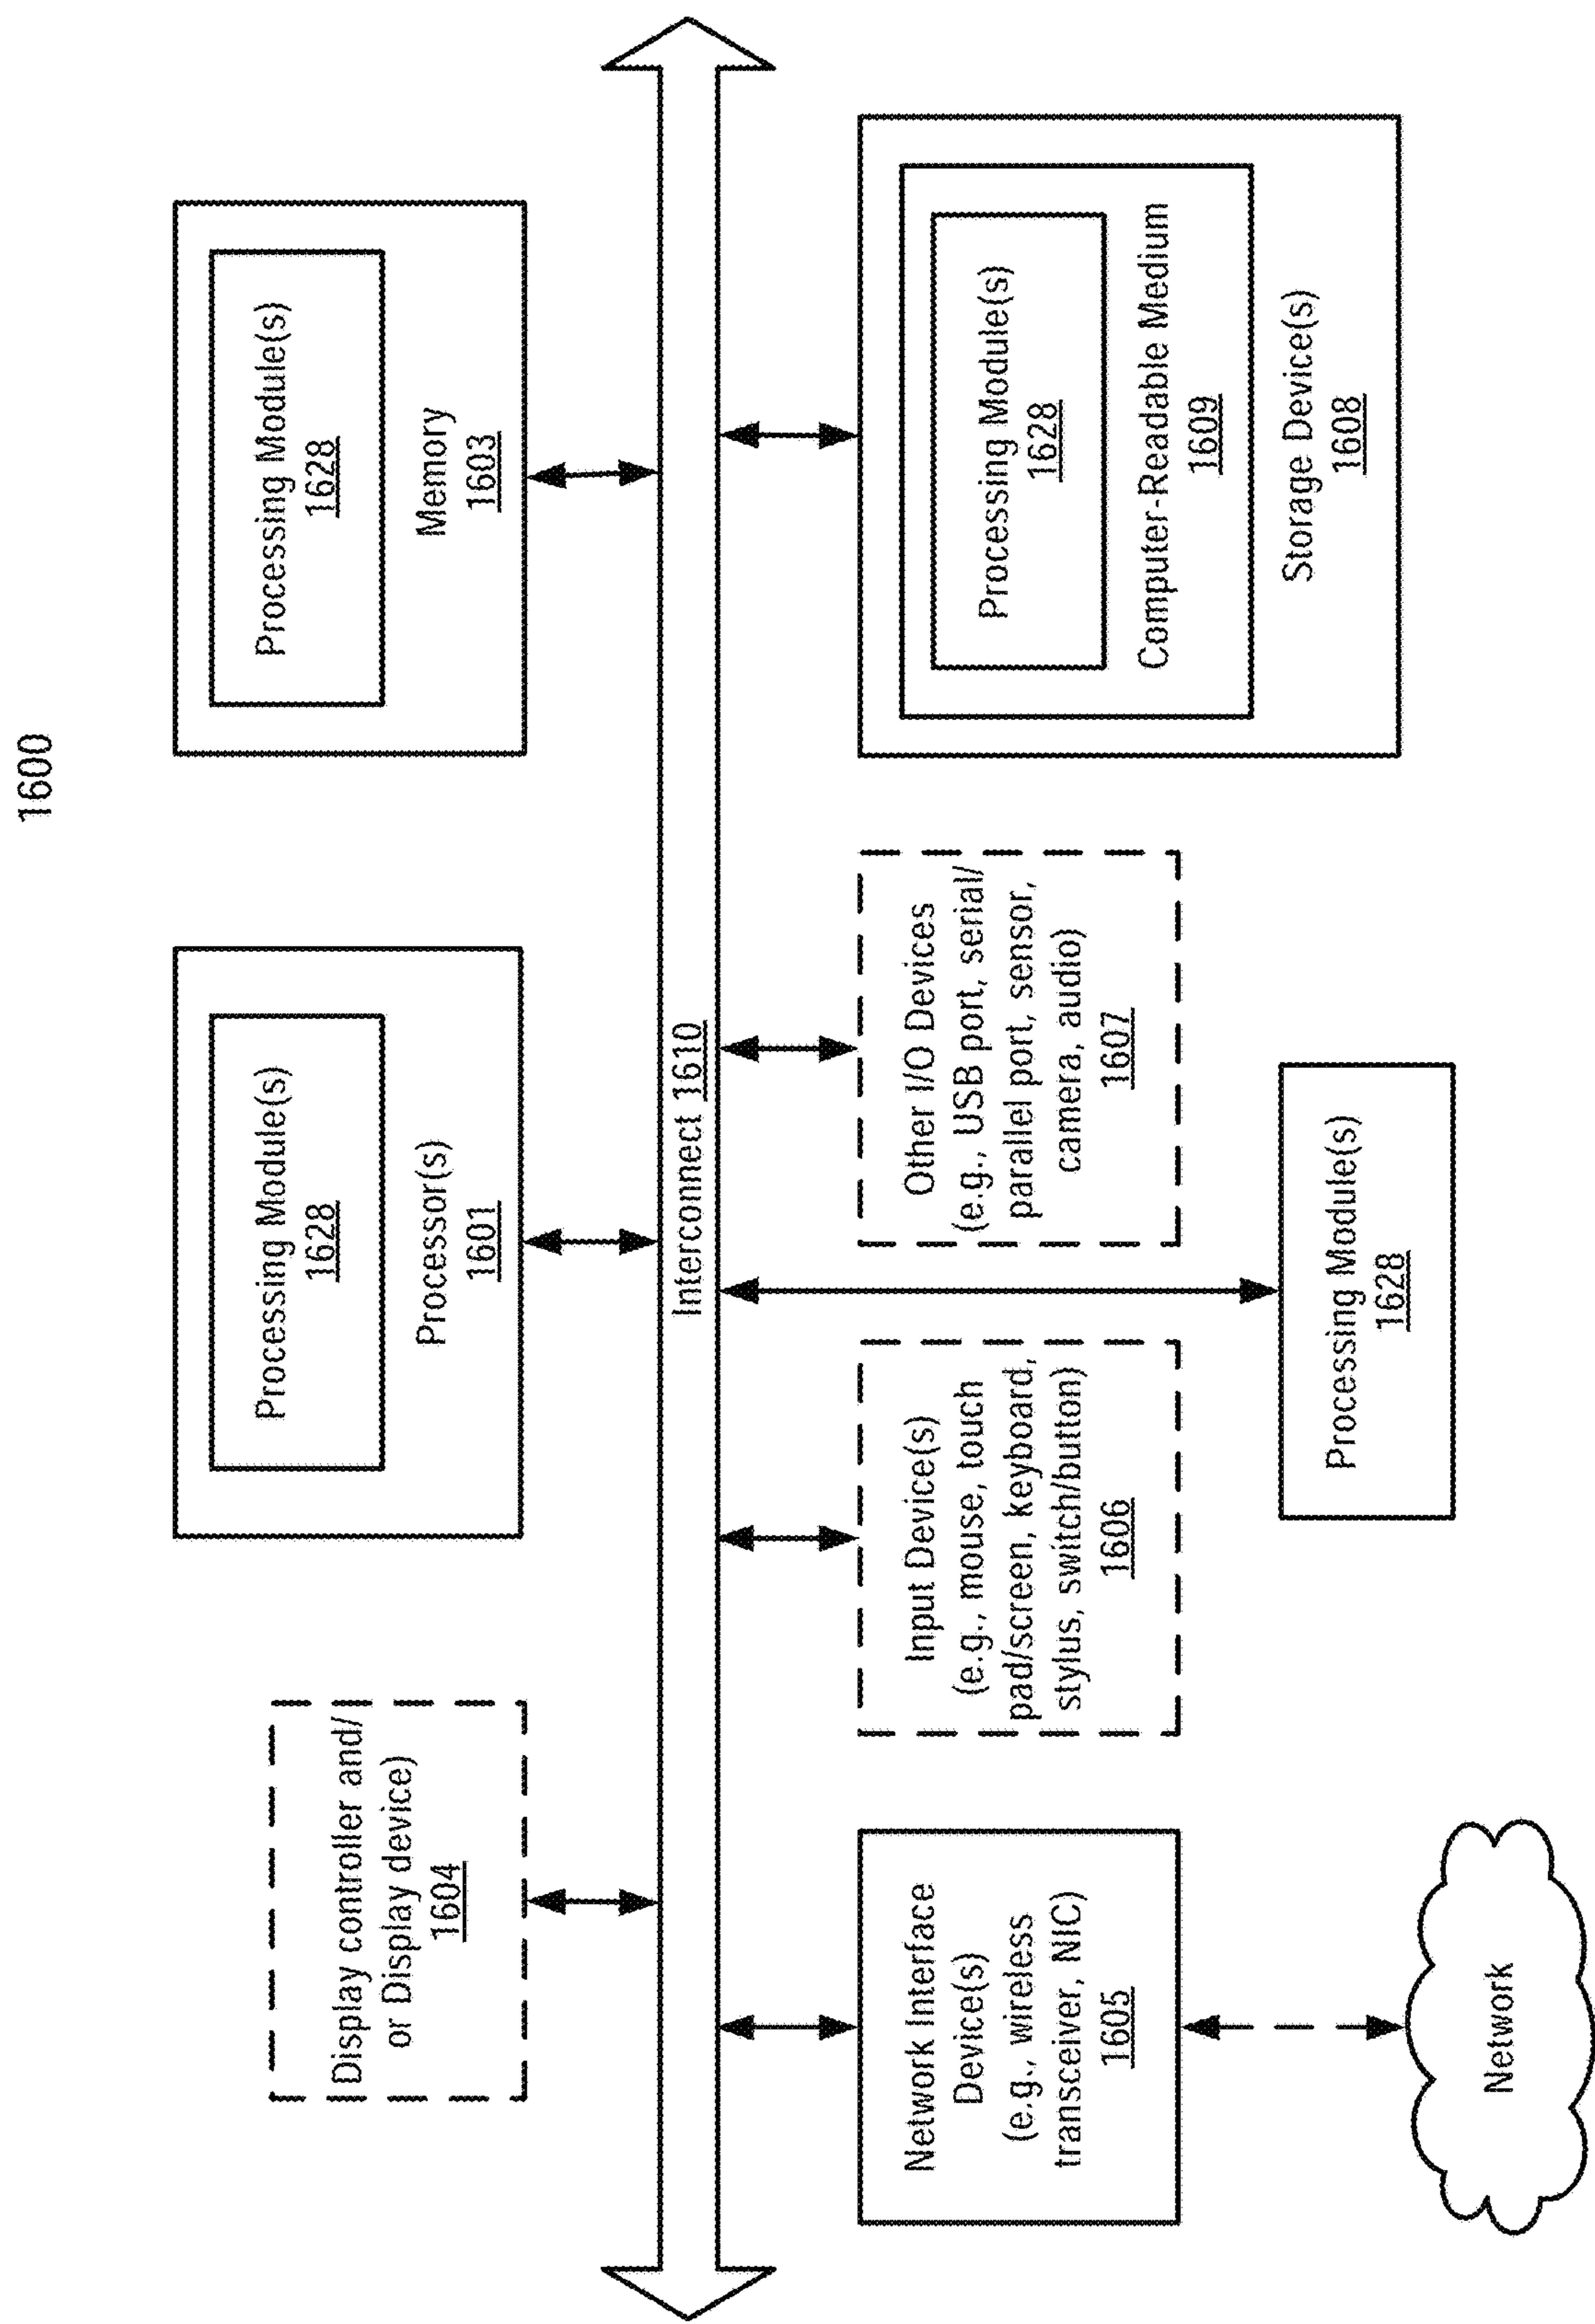 1600
Display controller and/
or Display device)
1604
Processing Module(s)
1628
Processor(s)
1601
Processing Module(s)
1628
Memory
1603
Interconnect 1610
Network Interface
Device(s)
(e.g., wireless
transceiver, NIC)
1605
Input Device(s)
(e.g., mouse, touch
pad/screen, keyboard,
stylus, switch/button)
1606
Other I/O Devices
(e.g., USB port, serial/
parallel port, sensor,
camera, audio)
1607
Processing Module(s)
1628
Computer-Readable Medium
1609
Storage Device(s)
1608
Network
Processing Module(s)
1628